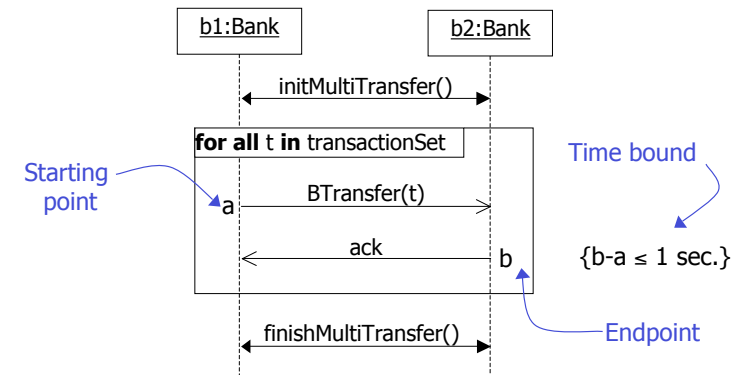 b1:Bank
b2:Bank
initMultiTransfer()
for all t in transactionSet
Time bound
Starting
point
a
BTransfer(t)
ack
b
{b-a ≤ 1 sec.}
finishMultiTransfer()
Endpoint